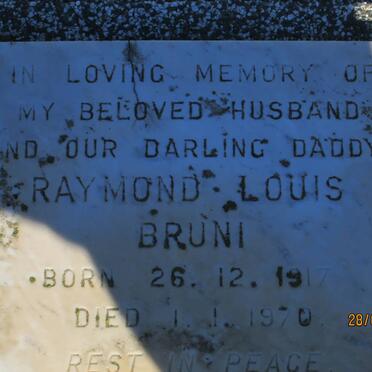 IN LOVING MEMORY OF
MY BELOVED HUSBAND
ND OUR DARLING DADDY
RAYMOND LOUIS
BRUNI
BORN 26. 12. 1917
DIED 1. 1. 1970.
REST IN PEACE.
28/